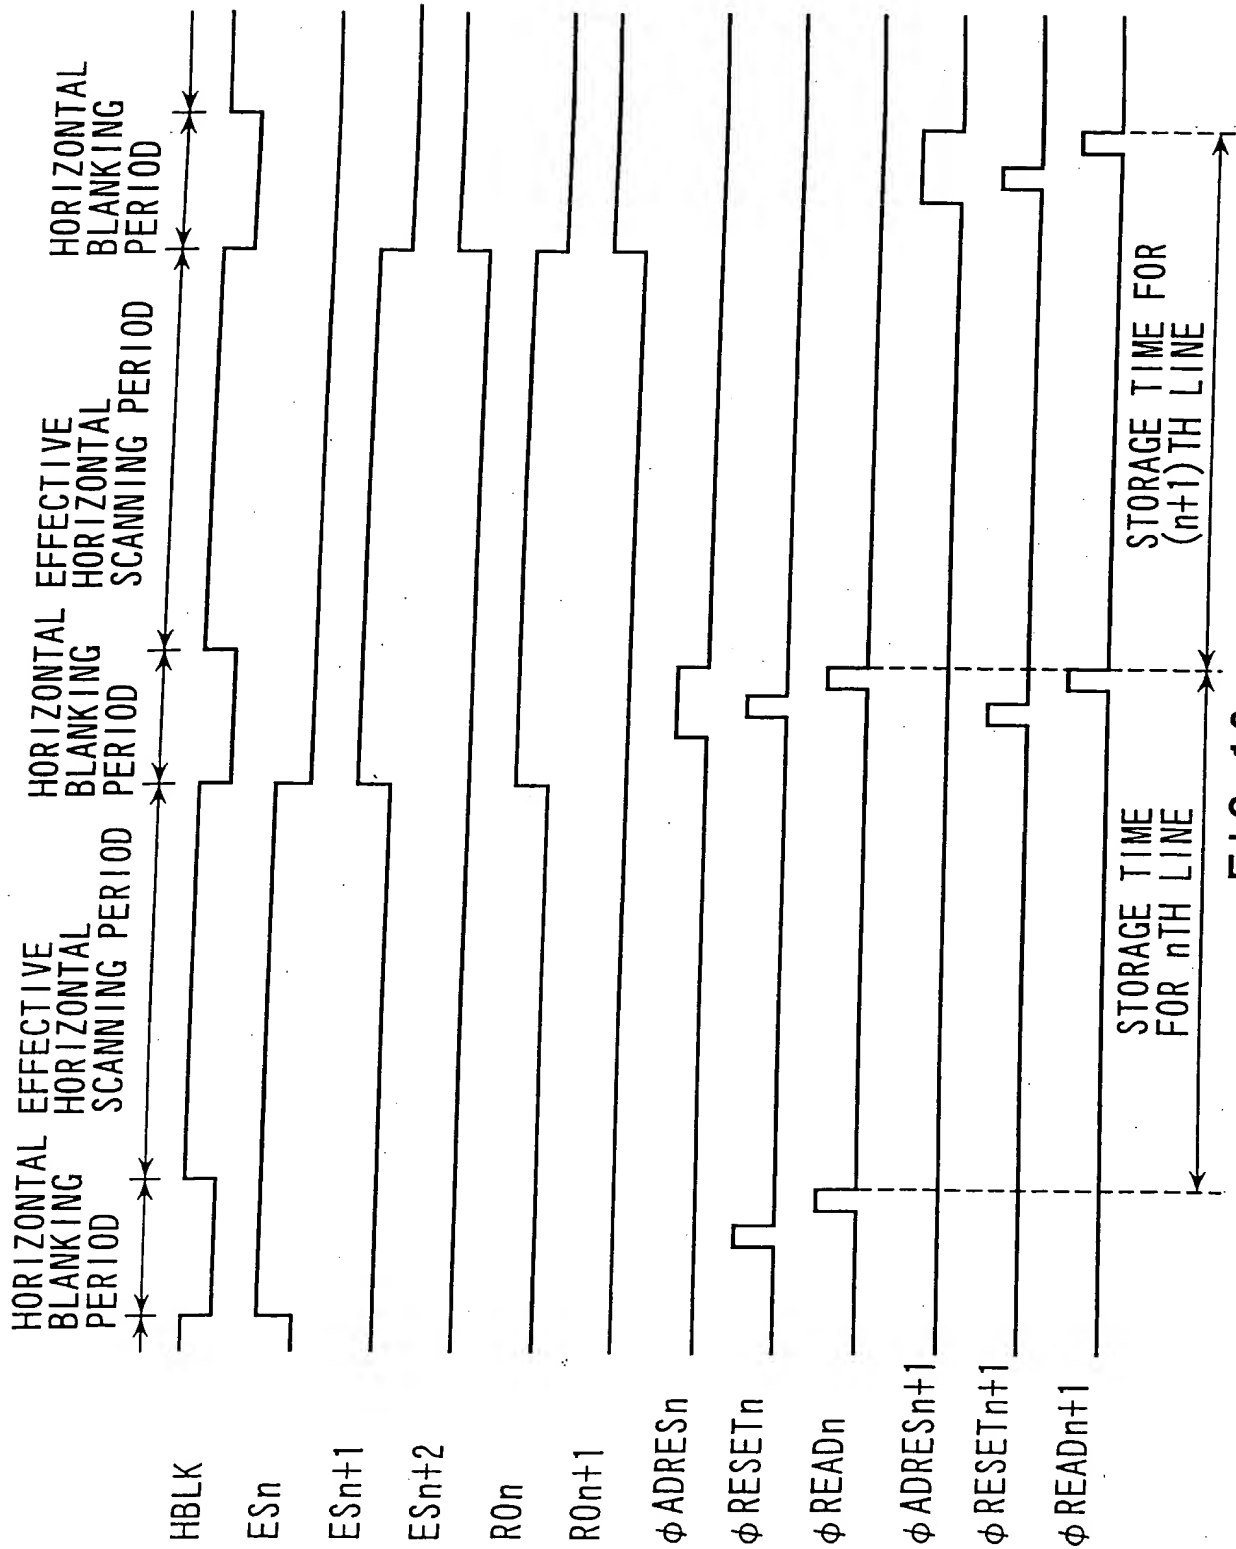 HORIZONTAL
BLANKING
PERIOD
EFFECTIVE
HORIZONTAL
SCANNING PERIOD
HORIZONTAL
BLANKING
PERIOD
EFFECTIVE
HORIZONTAL
SCANNING PERIOD
HORIZONTAL
BLANKING
PERIOD
HBLK
ESn
ESn+1
ESn+2
ROn
ROn+1
φADRESn
φRESETn
φREADn
φADRESn+1
φRESETn+1
φREADn+1
STORAGE TIME
FOR nTH LINE
STORAGE TIME FOR
(n+1)TH LINE